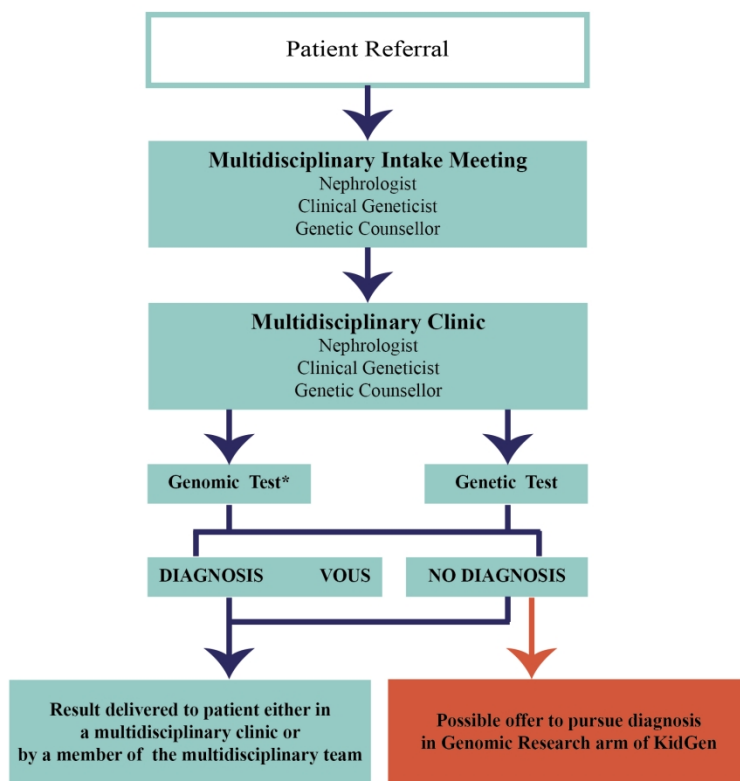 Patient Referral
Multidisciplinary Intake Meeting
Nephrologist
Clinical Geneticist
Genetic Counsellor
Multidisciplinary Clinic
Nephrologist
Clinical Geneticist
Genetic Counsellor
Genomic Test*
Genetic Test
DIAGNOSIS VOUS
NO DIAGNOSIS
Result delivered to patient either in
a multidisciplinary clinic or
by a member of the multidisciplinary team
Possible offer to pursue diagnosis
in Genomic Research arm of KidGen